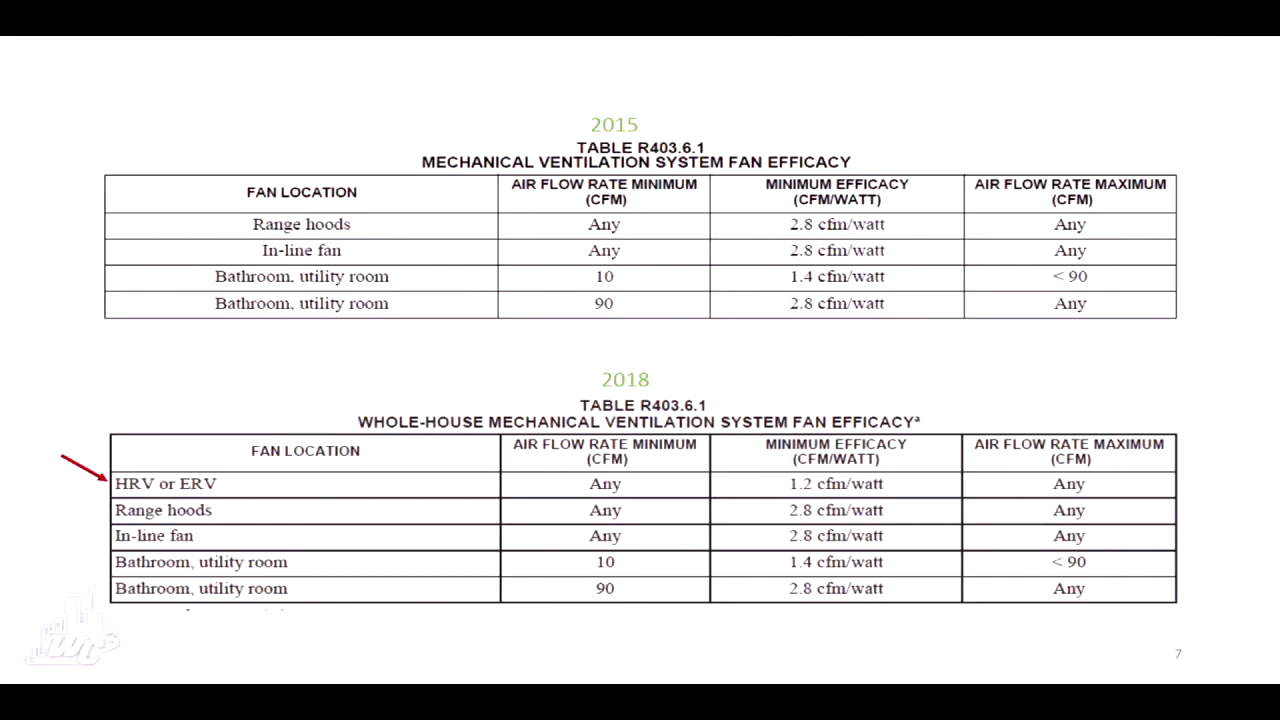 2015
TABLE R403.6.1
MECHANICAL VENTILATION SYSTEM FAN EFFICACY
FAN LOCATION AIR FLOW RATE MINIMUM (CFM) MINIMUM EFFICACY (CFM/WATT) AIR FLOW RATE MAXIMUM (CFM)
Range hoods Any 2.8 cfm/watt Any
In-line fan Any 2.8 cfm/watt Any
Bathroom, utility room 10 1.4 cfm/watt < 90
Bathroom, utility room 90 2.8 cfm/watt Any
2018
TABLE R403.6.1
WHOLE-HOUSE MECHANICAL VENTILATION SYSTEM FAN EFFICACYª
FAN LOCATION AIR FLOW RATE MINIMUM (CFM) MINIMUM EFFICACY (CFM/WATT) AIR FLOW RATE MAXIMUM (CFM)
HRV or ERV Any 1.2 cfm/watt Any
Range hoods Any 2.8 cfm/watt Any
In-line fan Any 2.8 cfm/watt Any
Bathroom, utility room 10 1.4 cfm/watt < 90
Bathroom, utility room 90 2.8 cfm/watt Any
WC3
7